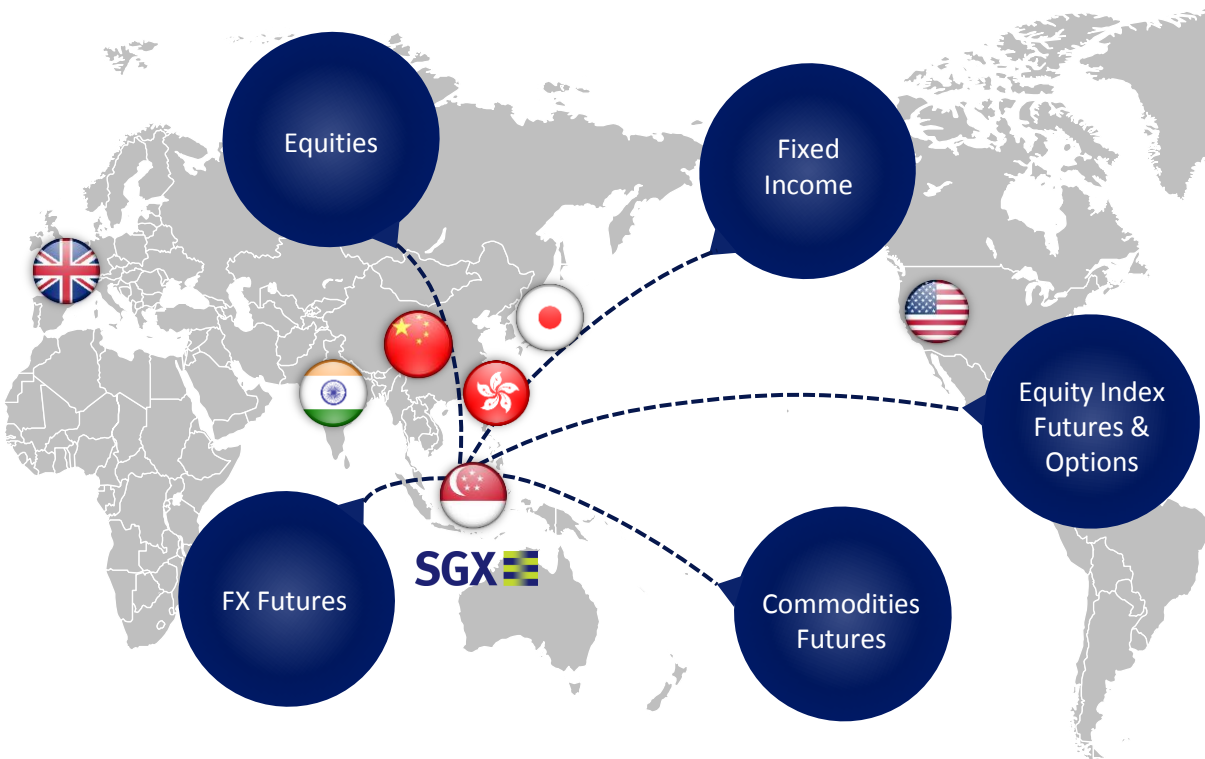 Equities
Fixed
Income
Equity Index
Futures &
Options
FX Futures
SGX
Commodities
Futures